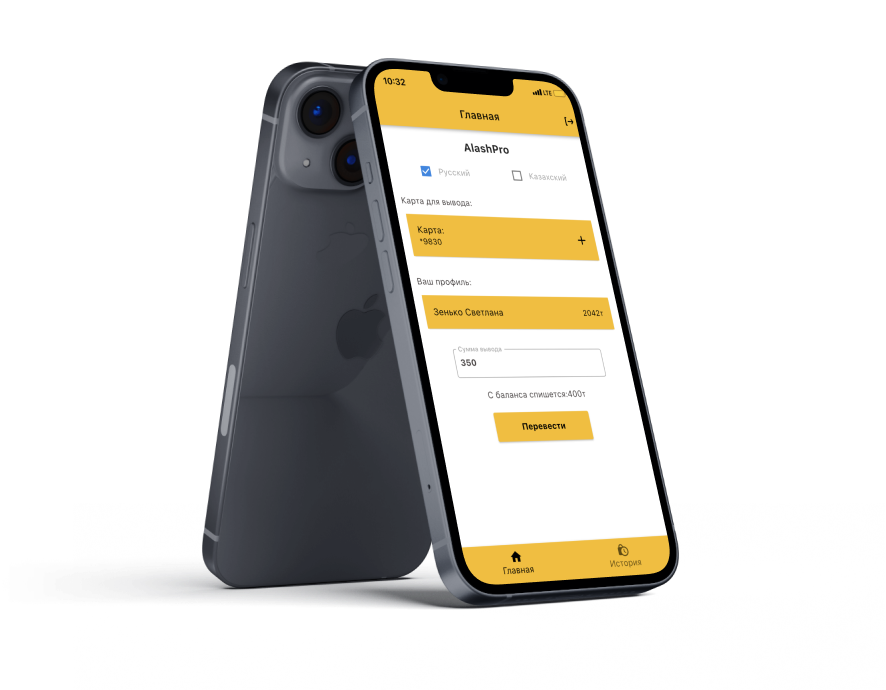 10:32
LTE
Главная
AlashPro
Русский
Казахский
Карта для вывода:
Карта:
*9830
+
Ваш профиль:
Зенько Светлана 2042т
Сумма вывода
350
С баланса спишется:400т
Перевести
Главная
История